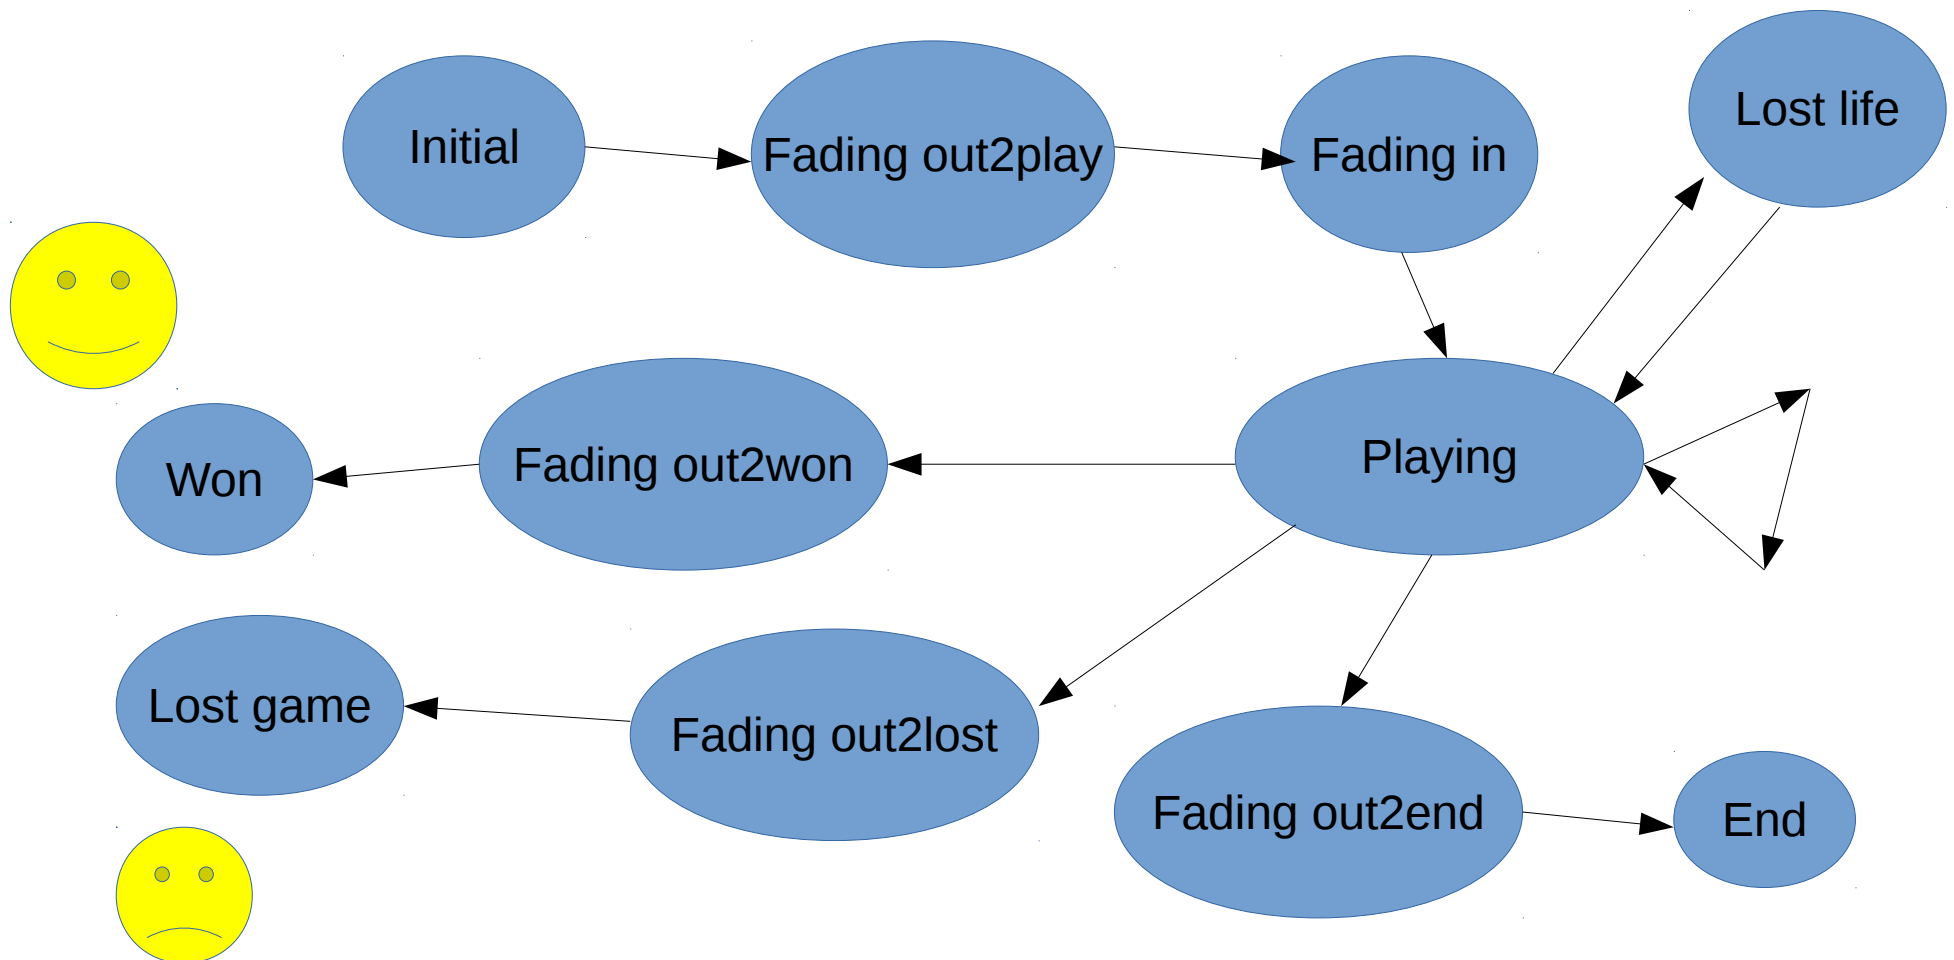 Initial
Fading out2play
Fading in
Lost life
Won
Fading out2won
Playing
Lost game
Fading out2lost
Fading out2end
End